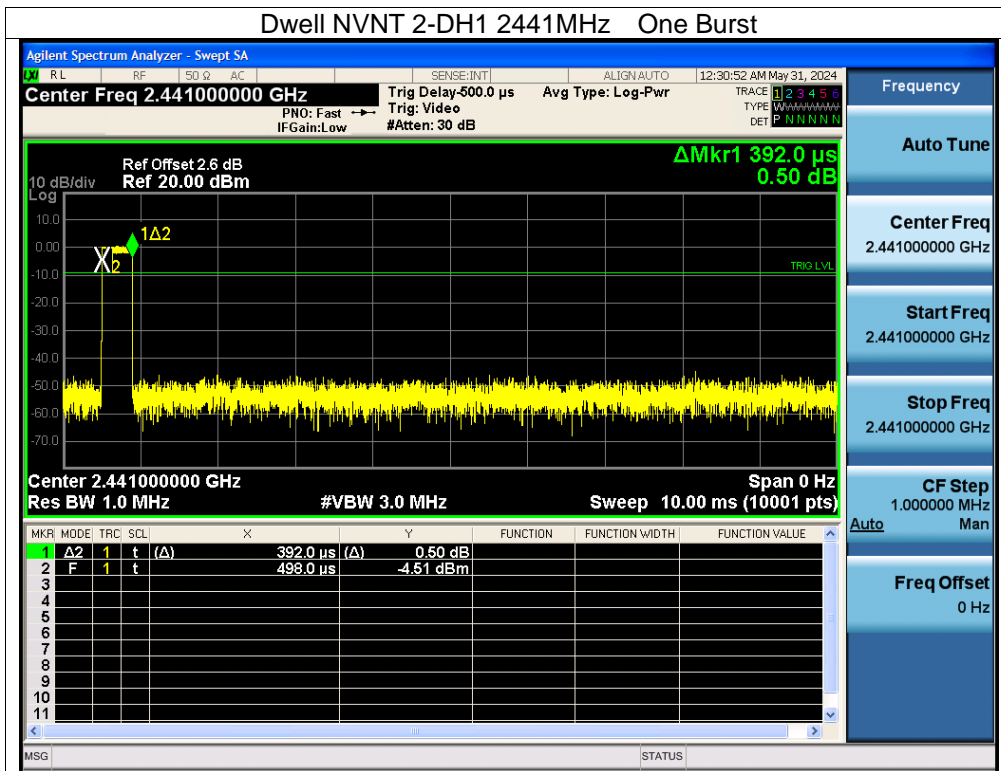 Dwell NVNT 2-DH1 2441MHz One Burst
Agilent Spectrum Analyzer - Swept SA
LXI RL RF 50 Ω AC SENSE:INT ALIGN AUTO 12:30:52 AM May 31, 2024
Center Freq 2.441000000 GHz
PNO: Fast
IFGain:Low
Trig Delay-500.0 µs
Trig: Video
#Atten: 30 dB
Avg Type: Log-Pwr
TRACE 1 2 3 4 5 6
TYPE WWWWWW
DET P N N N N N
Frequency
Auto Tune
Center Freq
2.441000000 GHz
Start Freq
2.441000000 GHz
Stop Freq
2.441000000 GHz
CF Step
1.000000 MHz
Auto Man
Freq Offset
0 Hz
ΔMkr1 392.0 µs
0.50 dB
Ref Offset 2.6 dB
10 dB/div Ref 20.00 dBm
Log
10.0
0.00
-10.0
-20.0
-30.0
-40.0
-50.0
-60.0
-70.0
1Δ2
X2
TRIG LVL
Center 2.441000000 GHz Span 0 Hz
Res BW 1.0 MHz #VBW 3.0 MHz Sweep 10.00 ms (10001 pts)
MKR MODE TRC SCL X Y FUNCTION FUNCTION WIDTH FUNCTION VALUE
1 Δ2 1 t (Δ) 392.0 µs (Δ) 0.50 dB
2 F 1 t 498.0 µs -4.51 dBm
3
4
5
6
7
8
9
10
11
MSG STATUS